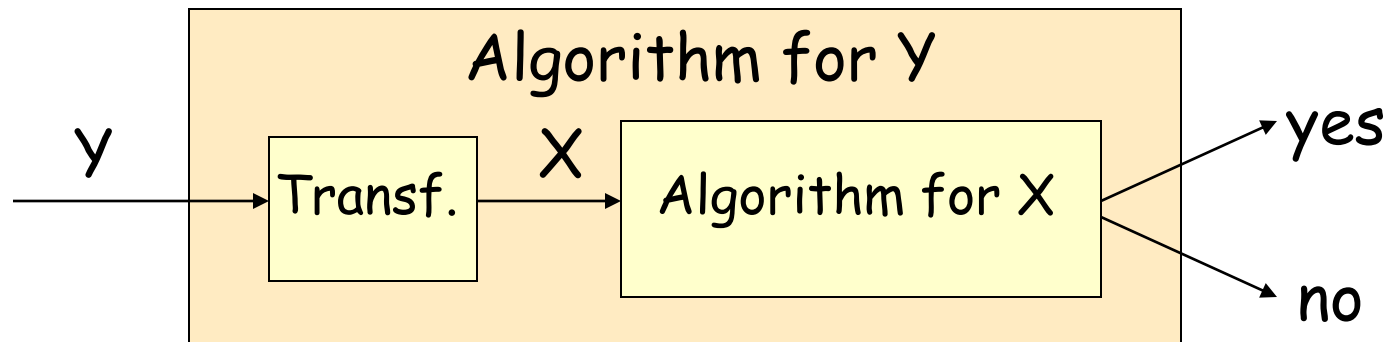 Algorithm for Y
Y
Transf.
X
Algorithm for X
yes
no